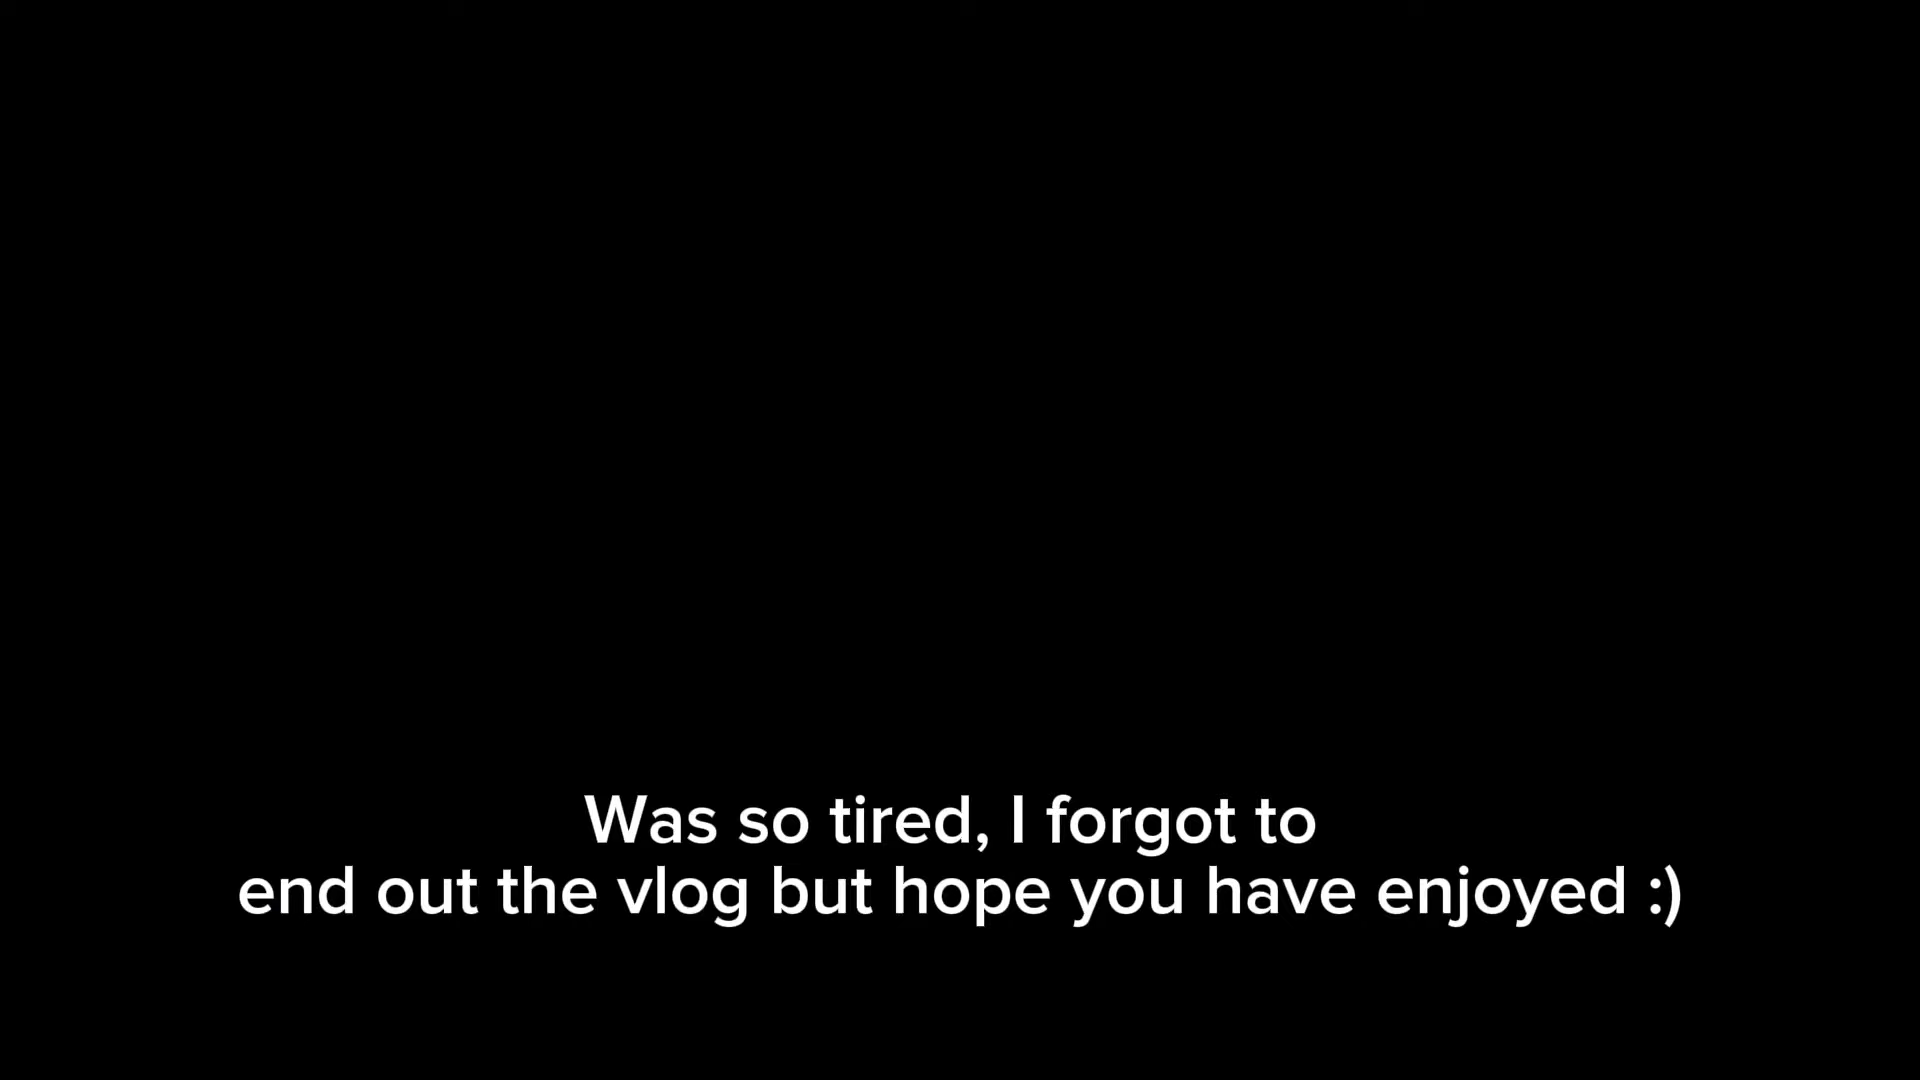 Was so tired, I forgot to
end out the vlog but hope you have enjoyed :)